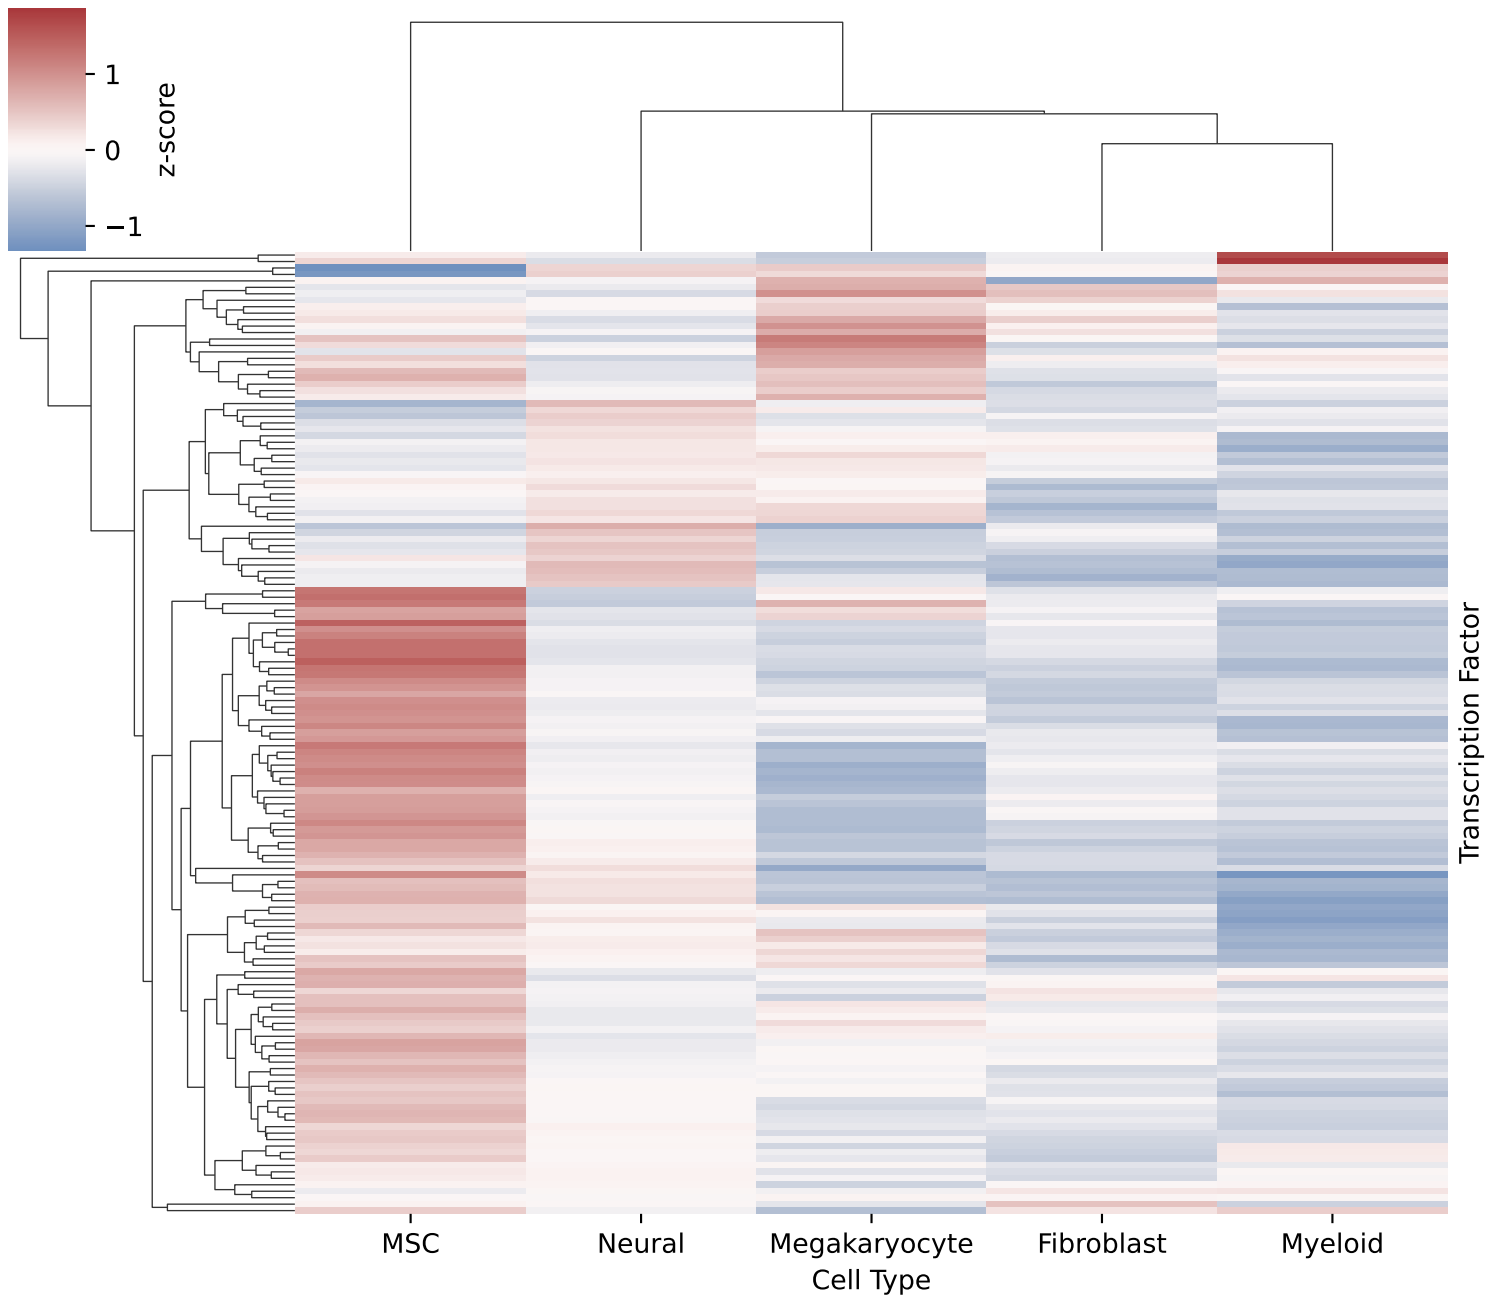 1
0
−1
z-score
Transcription Factor
MSC
Neural
Megakaryocyte
Fibroblast
Myeloid
Cell Type